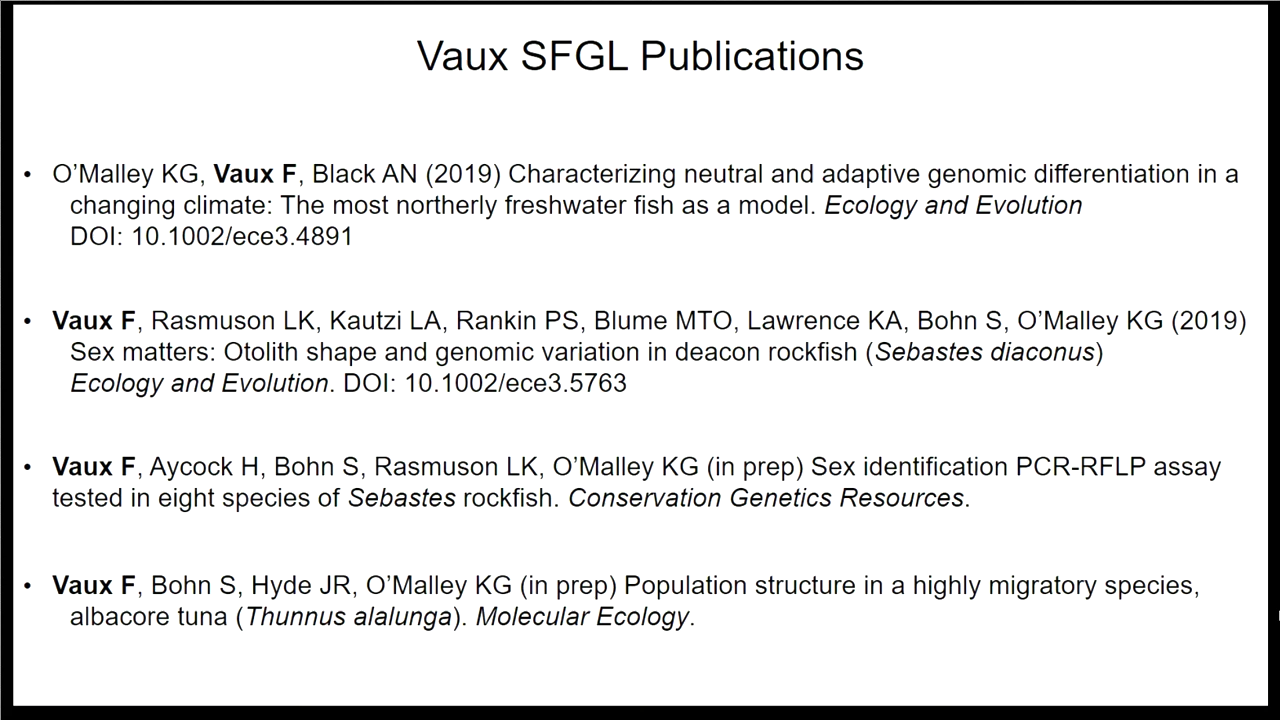 Vaux SFGL Publications
• O’Malley KG, Vaux F, Black AN (2019) Characterizing neutral and adaptive genomic differentiation in a
changing climate: The most northerly freshwater fish as a model. Ecology and Evolution
DOI: 10.1002/ece3.4891
• Vaux F, Rasmuson LK, Kautzi LA, Rankin PS, Blume MTO, Lawrence KA, Bohn S, O’Malley KG (2019)
Sex matters: Otolith shape and genomic variation in deacon rockfish (Sebastes diaconus)
Ecology and Evolution. DOI: 10.1002/ece3.5763
• Vaux F, Aycock H, Bohn S, Rasmuson LK, O’Malley KG (in prep) Sex identification PCR-RFLP assay
tested in eight species of Sebastes rockfish. Conservation Genetics Resources.
• Vaux F, Bohn S, Hyde JR, O’Malley KG (in prep) Population structure in a highly migratory species,
albacore tuna (Thunnus alalunga). Molecular Ecology.